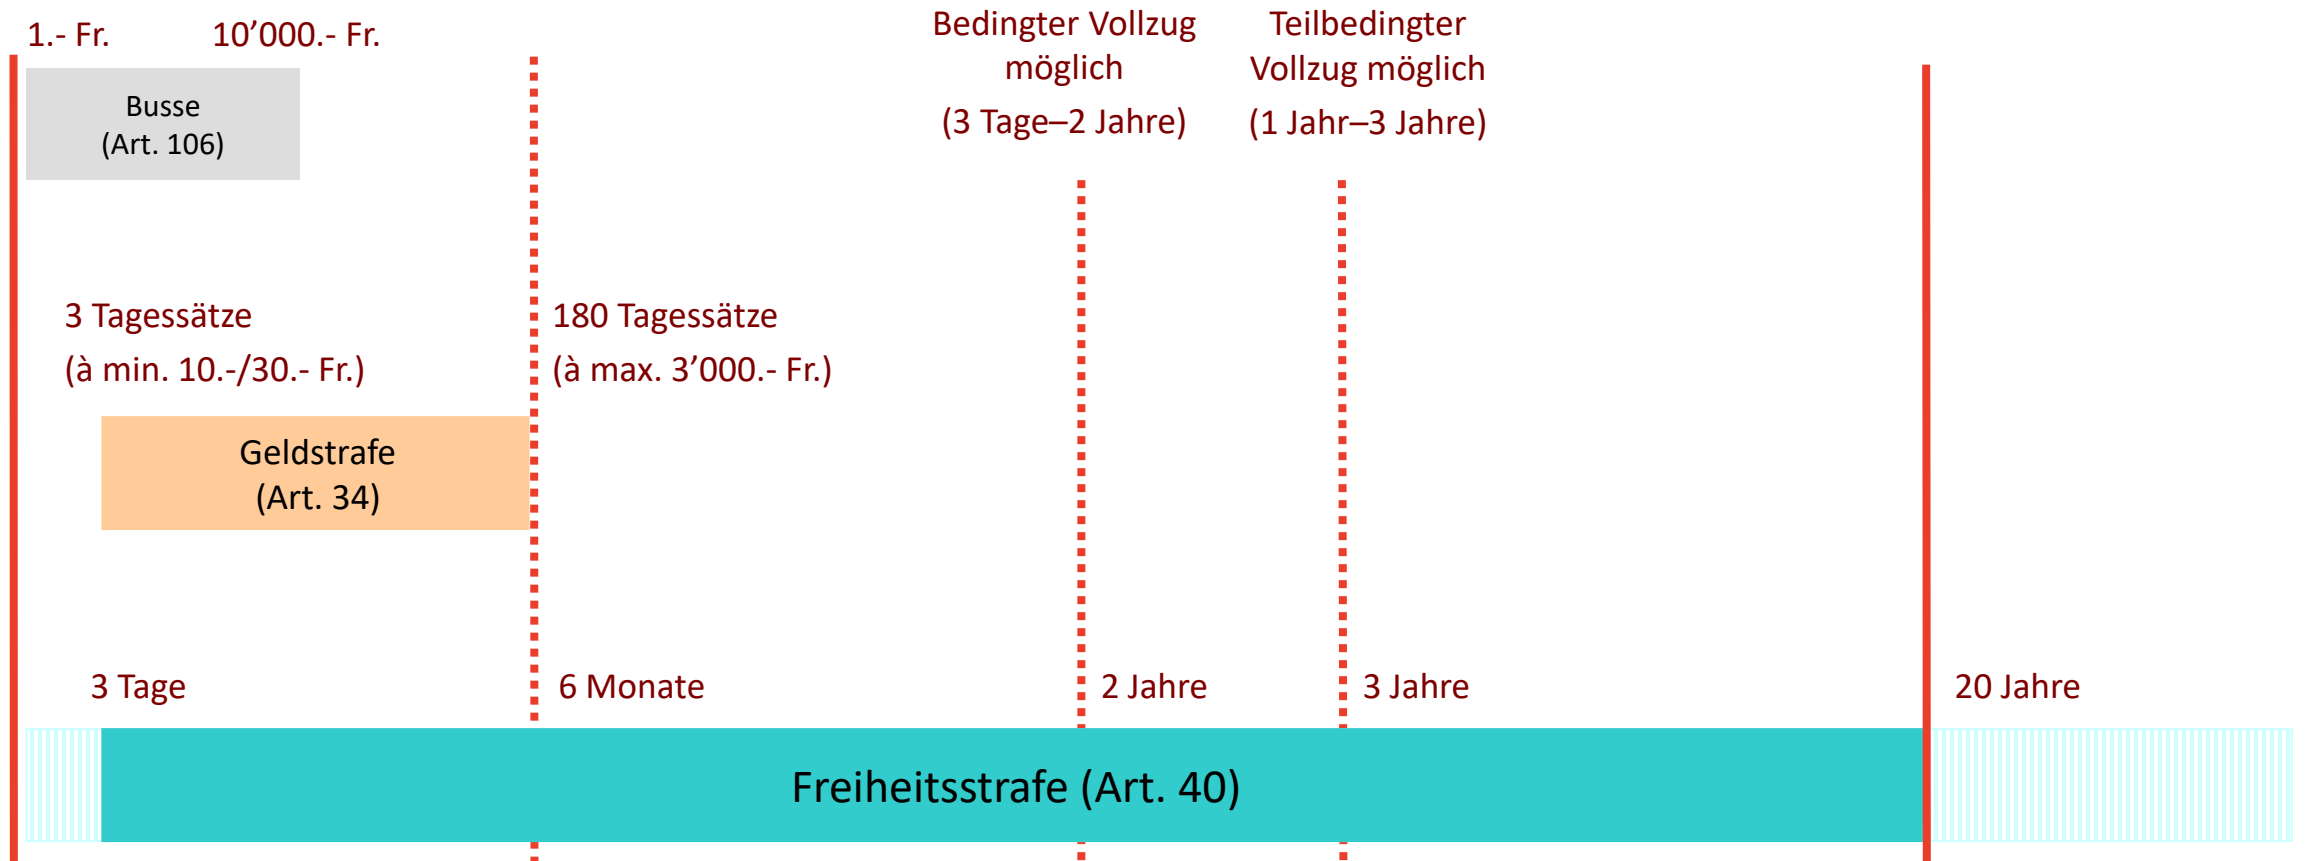 1.- Fr.
10’000.- Fr.
Bedingter Vollzug
möglich
(3 Tage–2 Jahre)
Teilbedingter
Vollzug möglich
(1 Jahr–3 Jahre)
Busse
(Art. 106)
3 Tagessätze
(à min. 10.-/30.- Fr.)
180 Tagessätze
(à max. 3’000.- Fr.)
Geldstrafe
(Art. 34)
3 Tage
6 Monate
2 Jahre
3 Jahre
20 Jahre
Freiheitsstrafe (Art. 40)